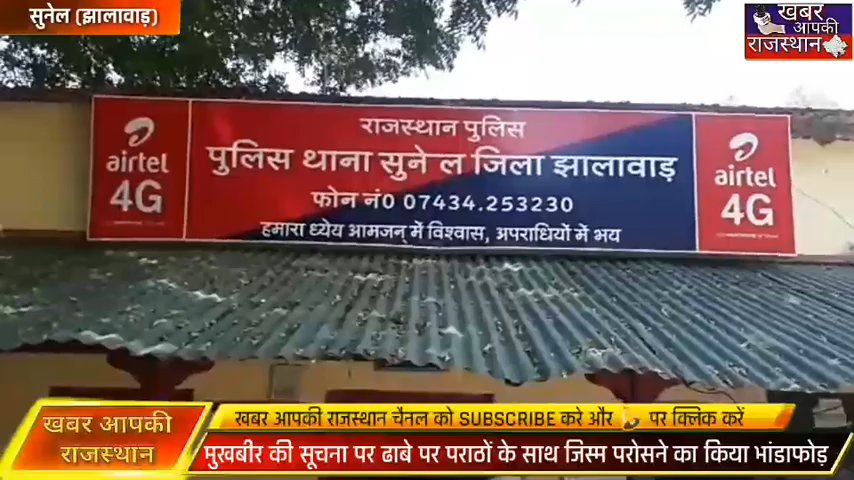 सुनेल (झालावाड़)
खबर
आपकी
राजस्थान
राजस्थान पुलिस
airtel
4G
पुलिस थाना सुनेल जिला झालावाड़
फोन नं0 07434.253230
हमारा ध्येय आमजन् में विश्वास, अपराधियों में भय
airtel
4G
खबर आपकी
राजस्थान
खबर आपकी राजस्थान चैनल को SUBSCRIBE करे और पर क्लिक करें
मुखबीर की सूचना पर ढाबे पर पराठों के साथ जिस्म परोसने का किया भांडाफोड़